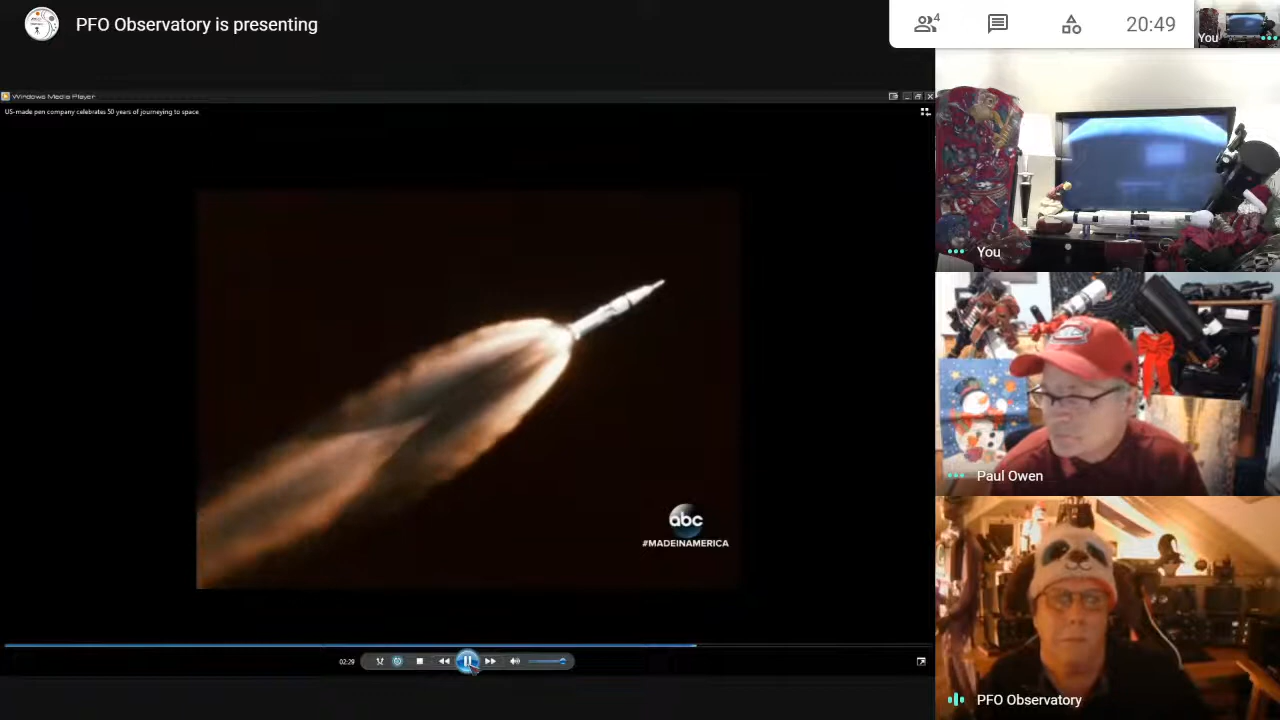 PFO Observatory is presenting
4
20:49
You
Windows Media Player
US-made pen company celebrates 50 years of journeying to space
You
Paul Owen
abc
#MADEINAMERICA
02:29
PFO Observatory